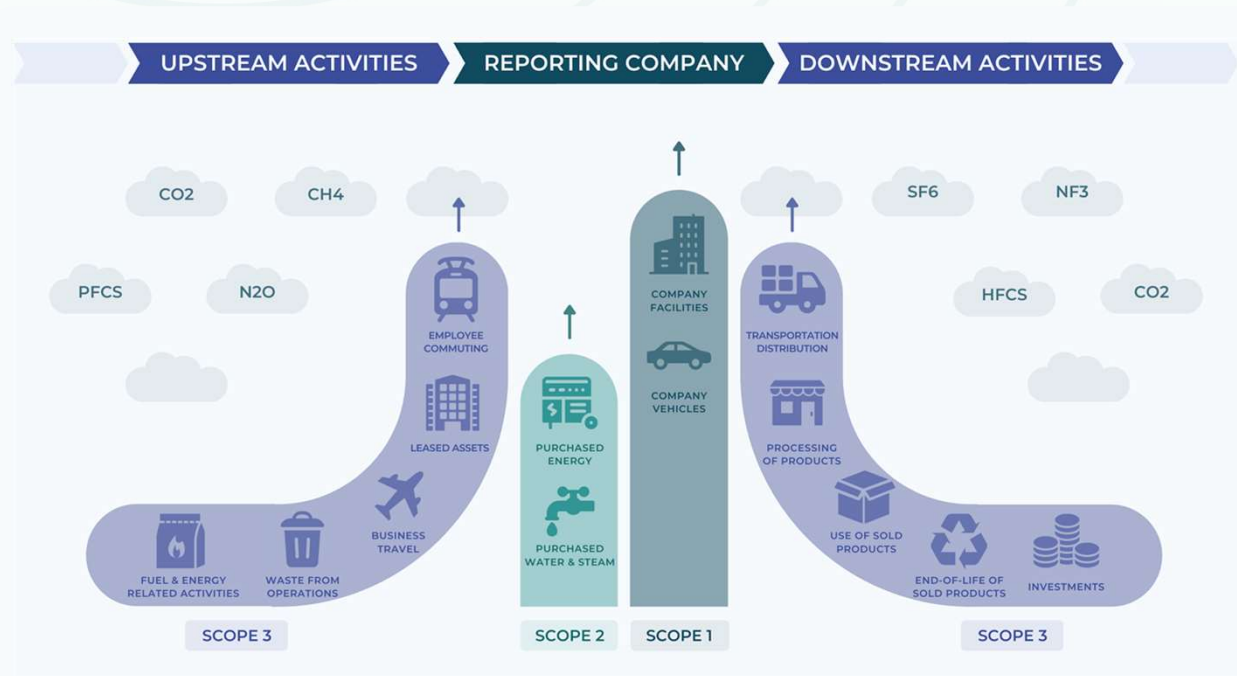 UPSTREAM ACTIVITIES
REPORTING COMPANY
DOWNSTREAM ACTIVITIES
CO2
CH4
SF6
NF3
PFCS
N2O
HFCS
CO2
EMPLOYEE
COMMUTING
LEASED ASSETS
BUSINESS
TRAVEL
WASTE FROM
OPERATIONS
FUEL & ENERGY
RELATED ACTIVITIES
SCOPE 3
PURCHASED
ENERGY
PURCHASED
WATER & STEAM
SCOPE 2
COMPANY
FACILITIES
COMPANY
VEHICLES
SCOPE 1
TRANSPORTATION
DISTRIBUTION
PROCESSING
OF PRODUCTS
USE OF SOLD
PRODUCTS
END-OF-LIFE OF
SOLD PRODUCTS
INVESTMENTS
SCOPE 3